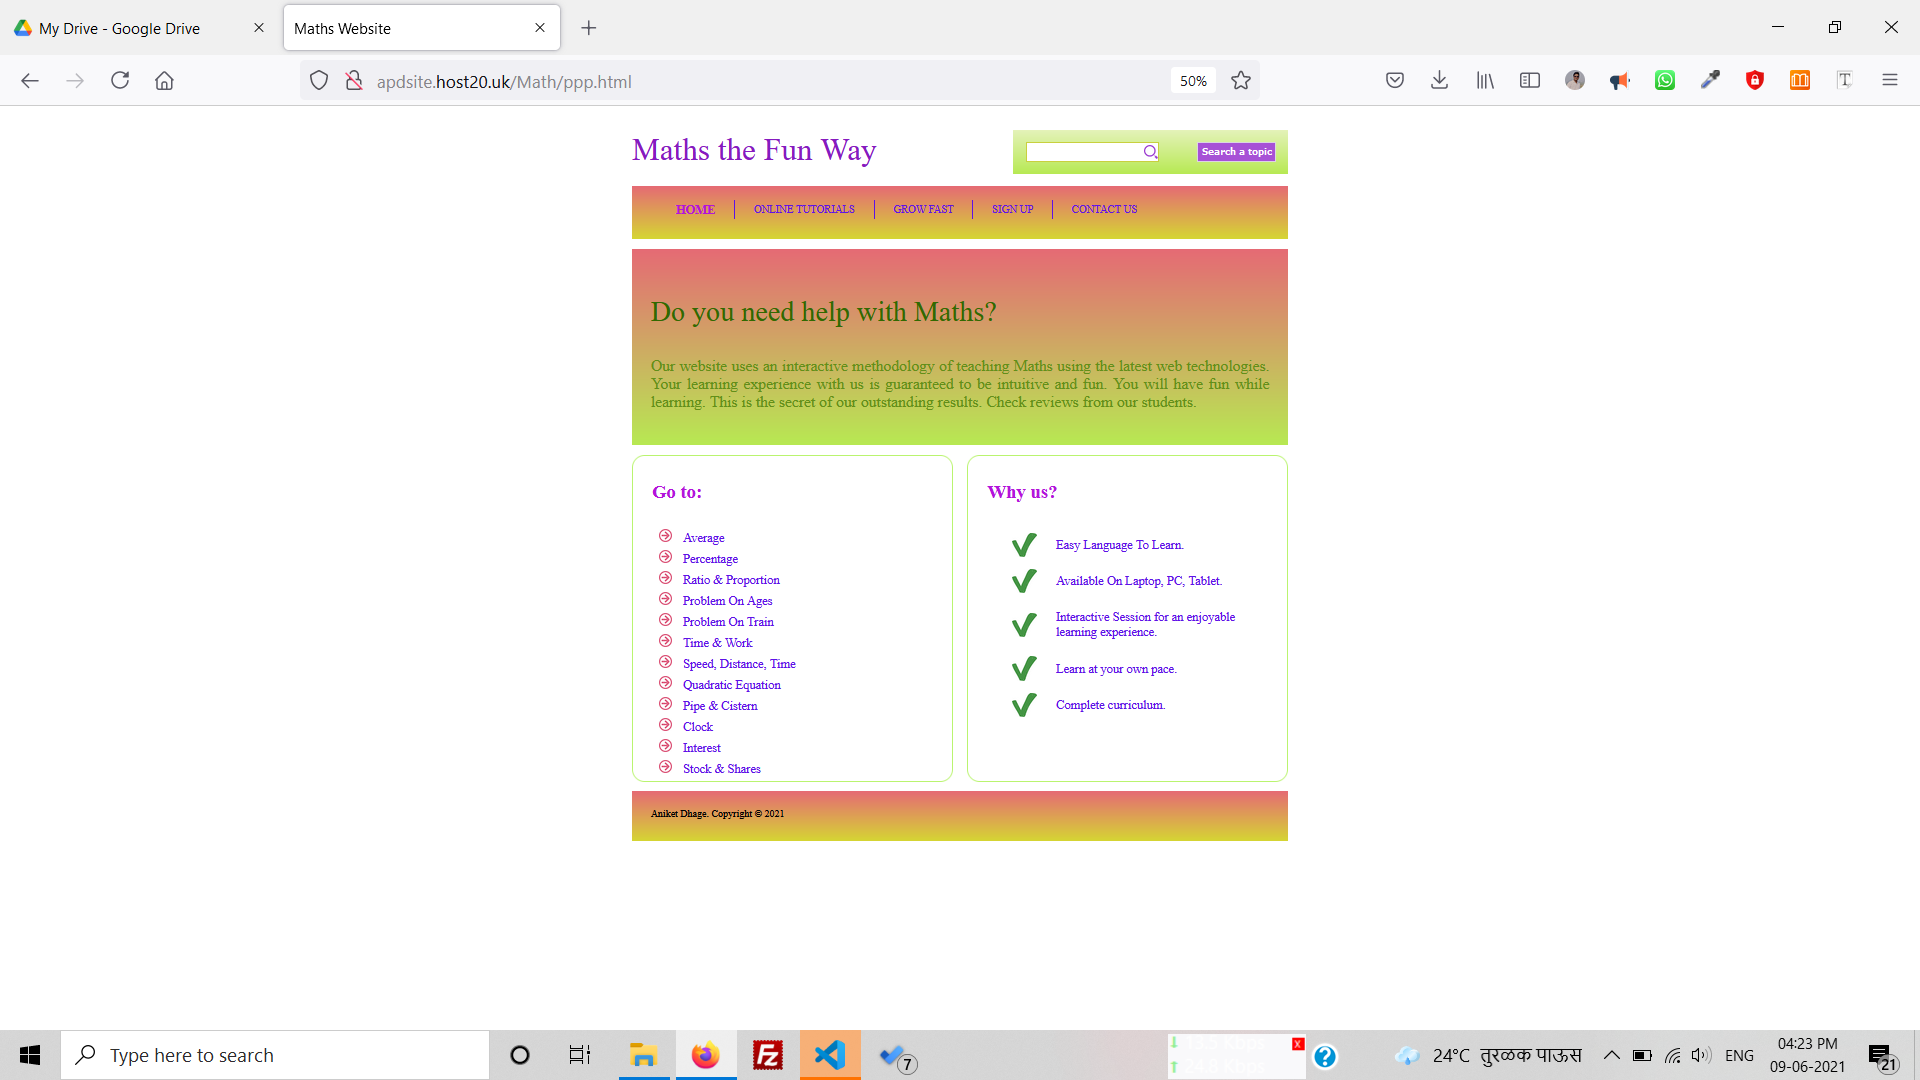 My Drive - Google Drive
Maths Website
apdsite.host20.uk/Math/ppp.html
50%
Maths the Fun Way
Search a topic
HOME
ONLINE TUTORIALS
GROW FAST
SIGN UP
CONTACT US
Do you need help with Maths?
Our website uses an interactive methodology of teaching Maths using the latest web technologies.
Your learning experience with us is guaranteed to be intuitive and fun. You will have fun while
learning. This is the secret of our outstanding results. Check reviews from our students.
Go to:
Average
Percentage
Ratio & Proportion
Problem On Ages
Problem On Train
Time & Work
Speed, Distance, Time
Quadratic Equation
Pipe & Cistern
Clock
Interest
Stock & Shares
Why us?
Easy Language To Learn.
Available On Laptop, PC, Tablet.
Interactive Session for an enjoyable
learning experience.
Learn at your own pace.
Complete curriculum.
Aniket Dhage. Copyright © 2021
Type here to search
7
24°C तुरळक पाऊस
ENG
04:23 PM
09-06-2021
21